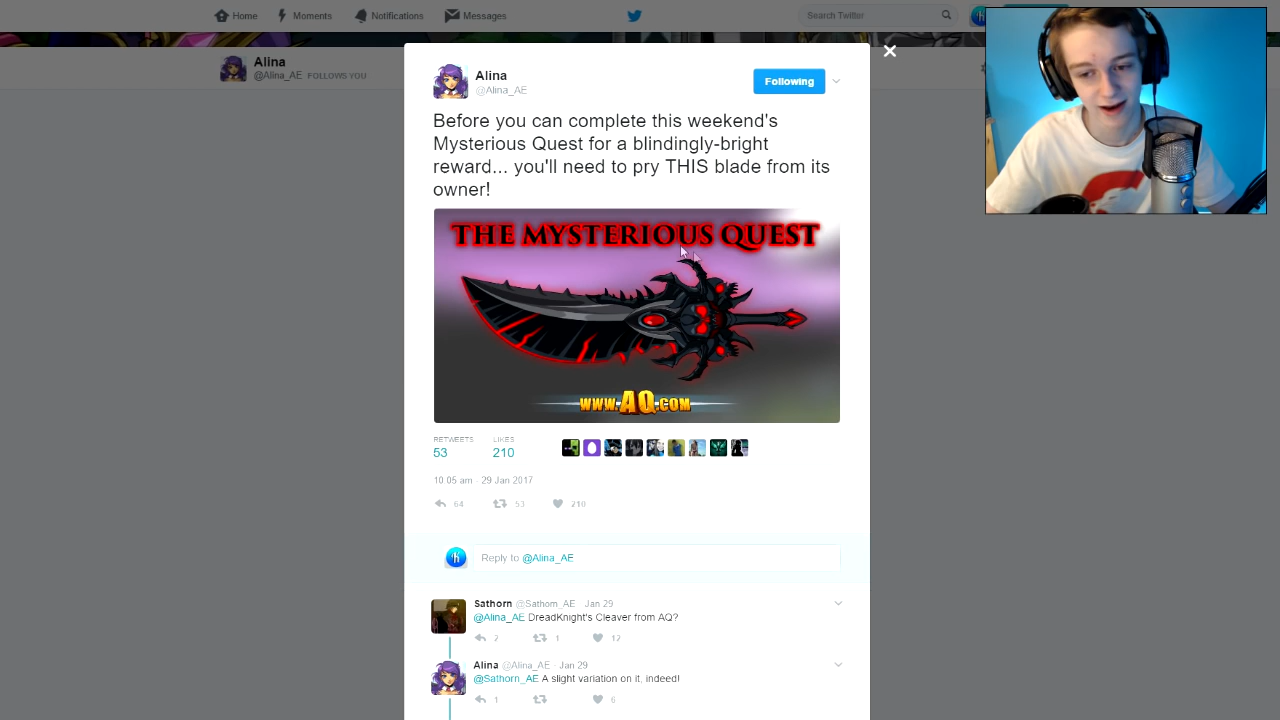 Home Moments Notifications Messages Search Twitter
Alina
@Alina_AE FOLLOWS YOU
Alina
@Alina_AE
Following
Before you can complete this weekend's
Mysterious Quest for a blindingly-bright
reward... you'll need to pry THIS blade from its
owner!
THE MYSTERIOUS QUEST
WWW.AQ.COM
RETWEETS LIKES
53 210
10:05 am - 29 Jan 2017
64 53 210
Reply to @Alina_AE
Sathorn @Sathorn_AE Jan 29
@Alina_AE DreadKnight's Cleaver from AQ?
2 1 12
Alina @Alina_AE · Jan 29
@Sathorn_AE A slight variation on it, indeed!
1 6